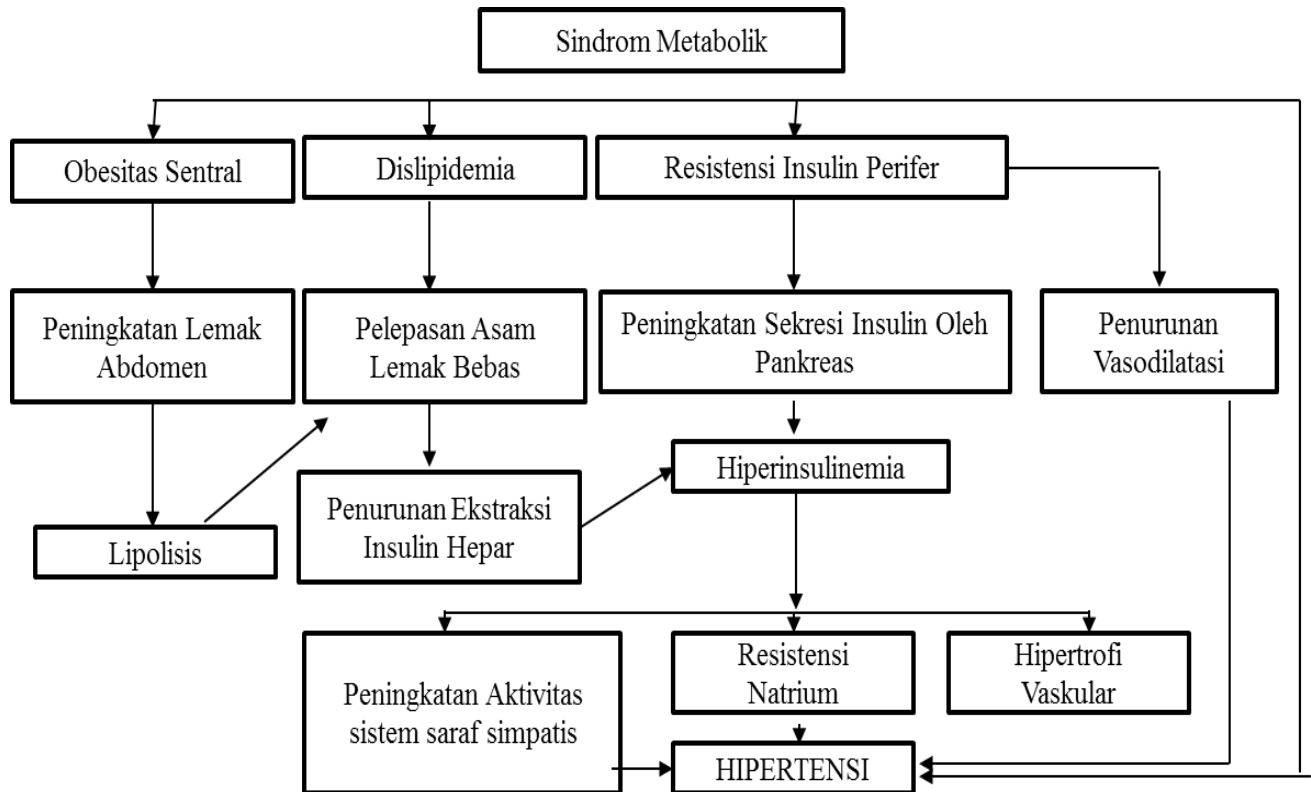 Sindrom Metabolik
Obesitas Sentral
Dislipidemia
Resistensi Insulin Perifer
Peningkatan Lemak
Abdomen
Pelepasan Asam
Lemak Bebas
Peningkatan Sekresi Insulin Oleh
Pankreas
Penurunan
Vasodilatasi
Hiperinsulinemia
Penurunan Ekstraksi
Insulin Hepar
Lipolisis
Peningkatan Aktivitas
sistem saraf simpatis
Resistensi
Natrium
Hipertrofi
Vaskular
HIPERTENSI